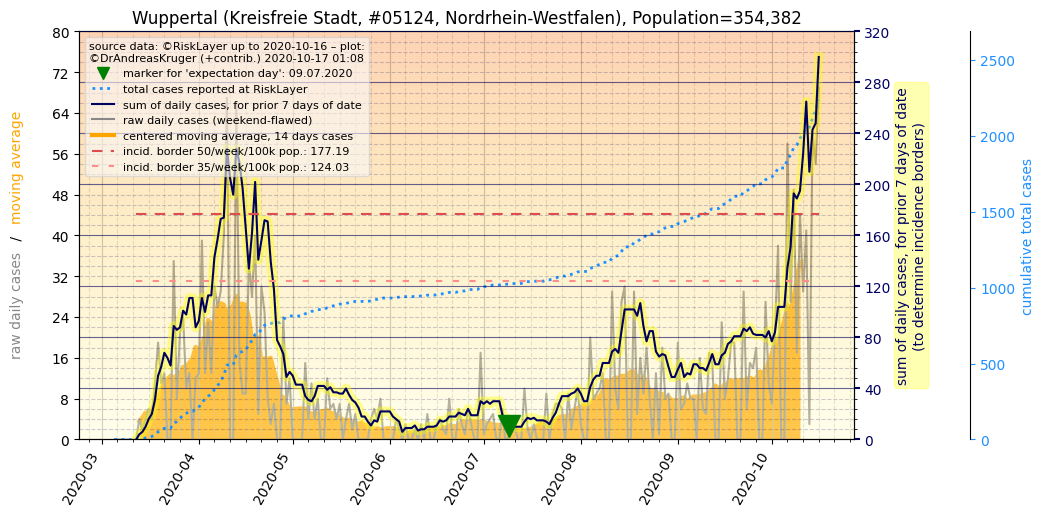 Wuppertal (Kreisfreie Stadt, #05124, Nordrhein-Westfalen), Population=354,382
source data: ©RiskLayer up to 2020-10-16 – plot:
©DrAndreasKruger (+contrib.) 2020-10-17 01:08
marker for 'expectation day': 09.07.2020
total cases reported at RiskLayer
sum of daily cases, for prior 7 days of date
raw daily cases (weekend-flawed)
centered moving average, 14 days cases
incid. border 50/week/100k pop.: 177.19
incid. border 35/week/100k pop.: 124.03
raw daily cases / moving average
80
72
64
56
48
40
32
24
16
8
0
320
280
240
200
160
120
80
40
0
sum of daily cases, for prior 7 days of date
(to determine incidence borders)
2500
2000
1500
1000
500
0
cumulative total cases
2020-03
2020-04
2020-05
2020-06
2020-07
2020-08
2020-09
2020-10